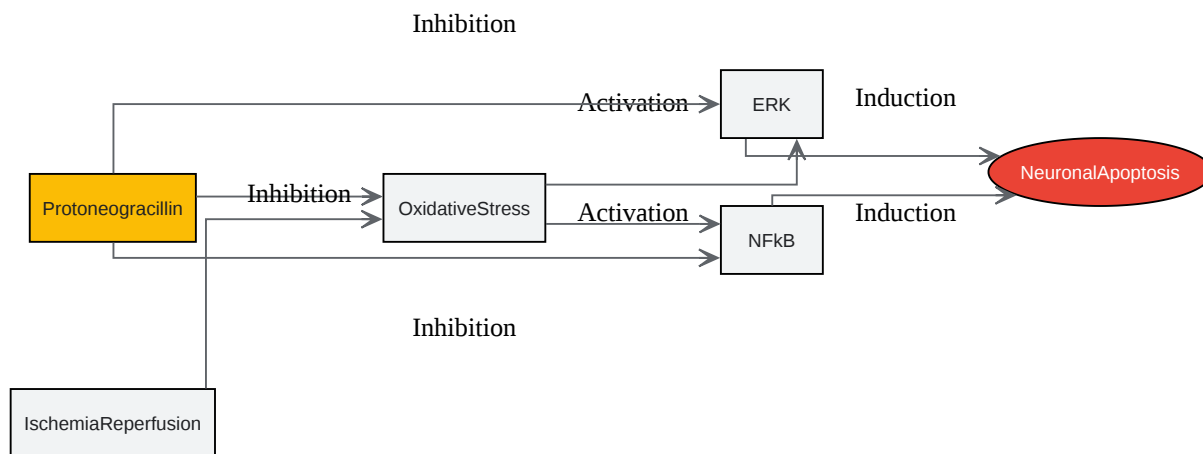 Inhibition
Activation
ERK
Induction
Protoneogracillin
Inhibition
OxidativeStress
Activation
NFkB
Induction
NeuronalApoptosis
Inhibition
IschemiaReperfusion